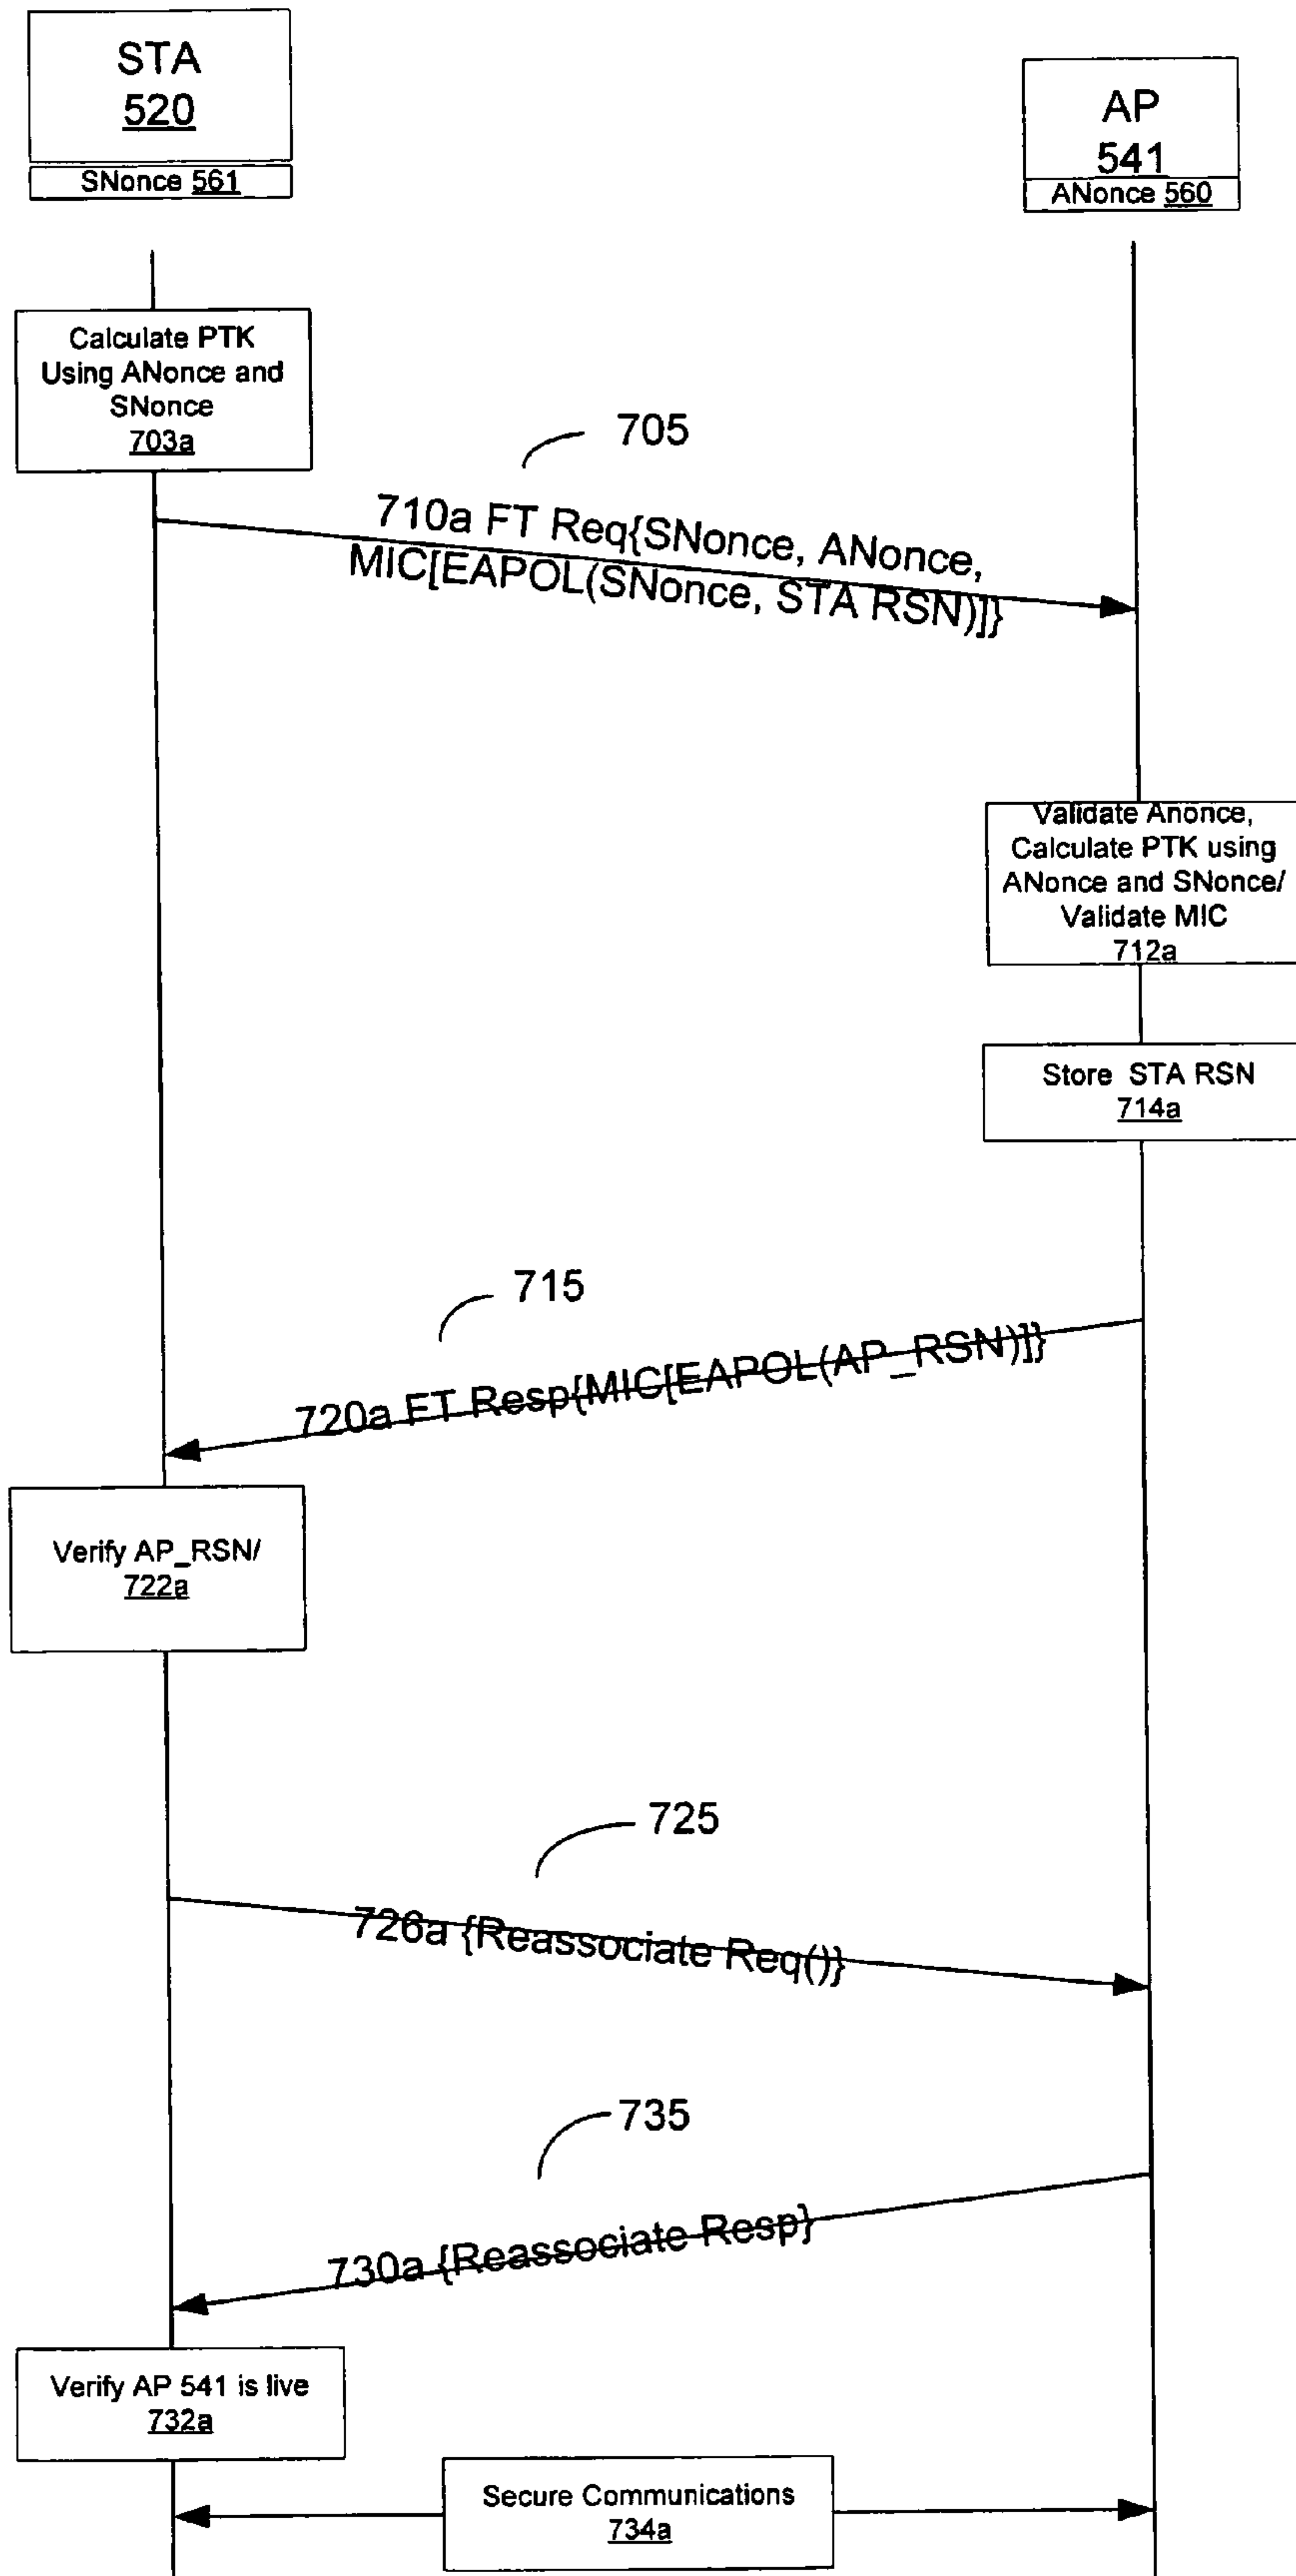 STA
520
SNonce 561
AP
541
ANonce 560
Calculate PTK
Using ANonce and
SNonce
703a
705
710a FT Req{SNonce, ANonce,
MIC[EAPOL(SNonce, STA RSN)]}
Validate Anonce,
Calculate PTK using
ANonce and SNonce/
Validate MIC
712a
Store STA RSN
714a
715
720a FT Resp{MIC[EAPOL(AP_RSN)]}
Verify AP_RSN/
722a
725
726a {Reassociate Req()}
735
730a {Reassociate Resp}
Verify AP 541 is live
732a
Secure Communications
734a